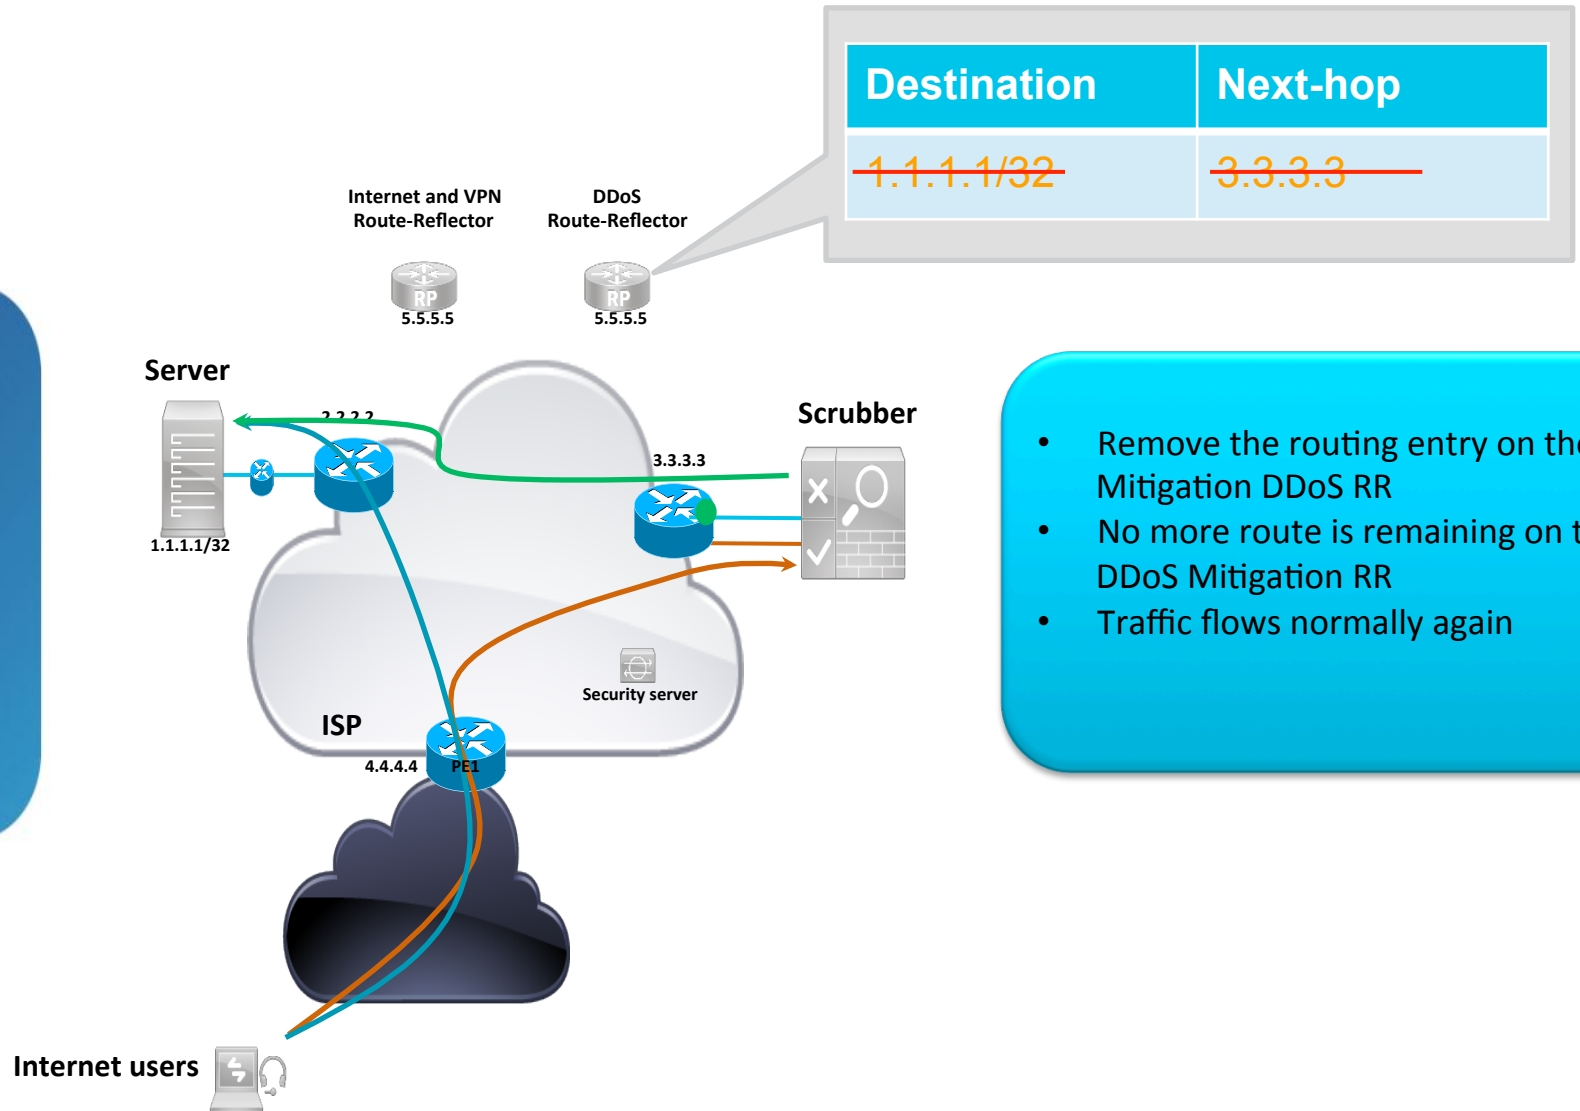 Destination Next-hop
1.1.1.1/32 3.3.3.3
Internet and VPN
Route-Reflector
DDoS
Route-Reflector
RP
5.5.5.5
RP
5.5.5.5
Server
2.2.2.2
1.1.1.1/32
Scrubber
3.3.3.3
Security server
ISP
4.4.4.4
PE1
Internet users
• Remove the routing entry on the
Mitigation DDoS RR
• No more route is remaining on t
DDoS Mitigation RR
• Traffic flows normally again